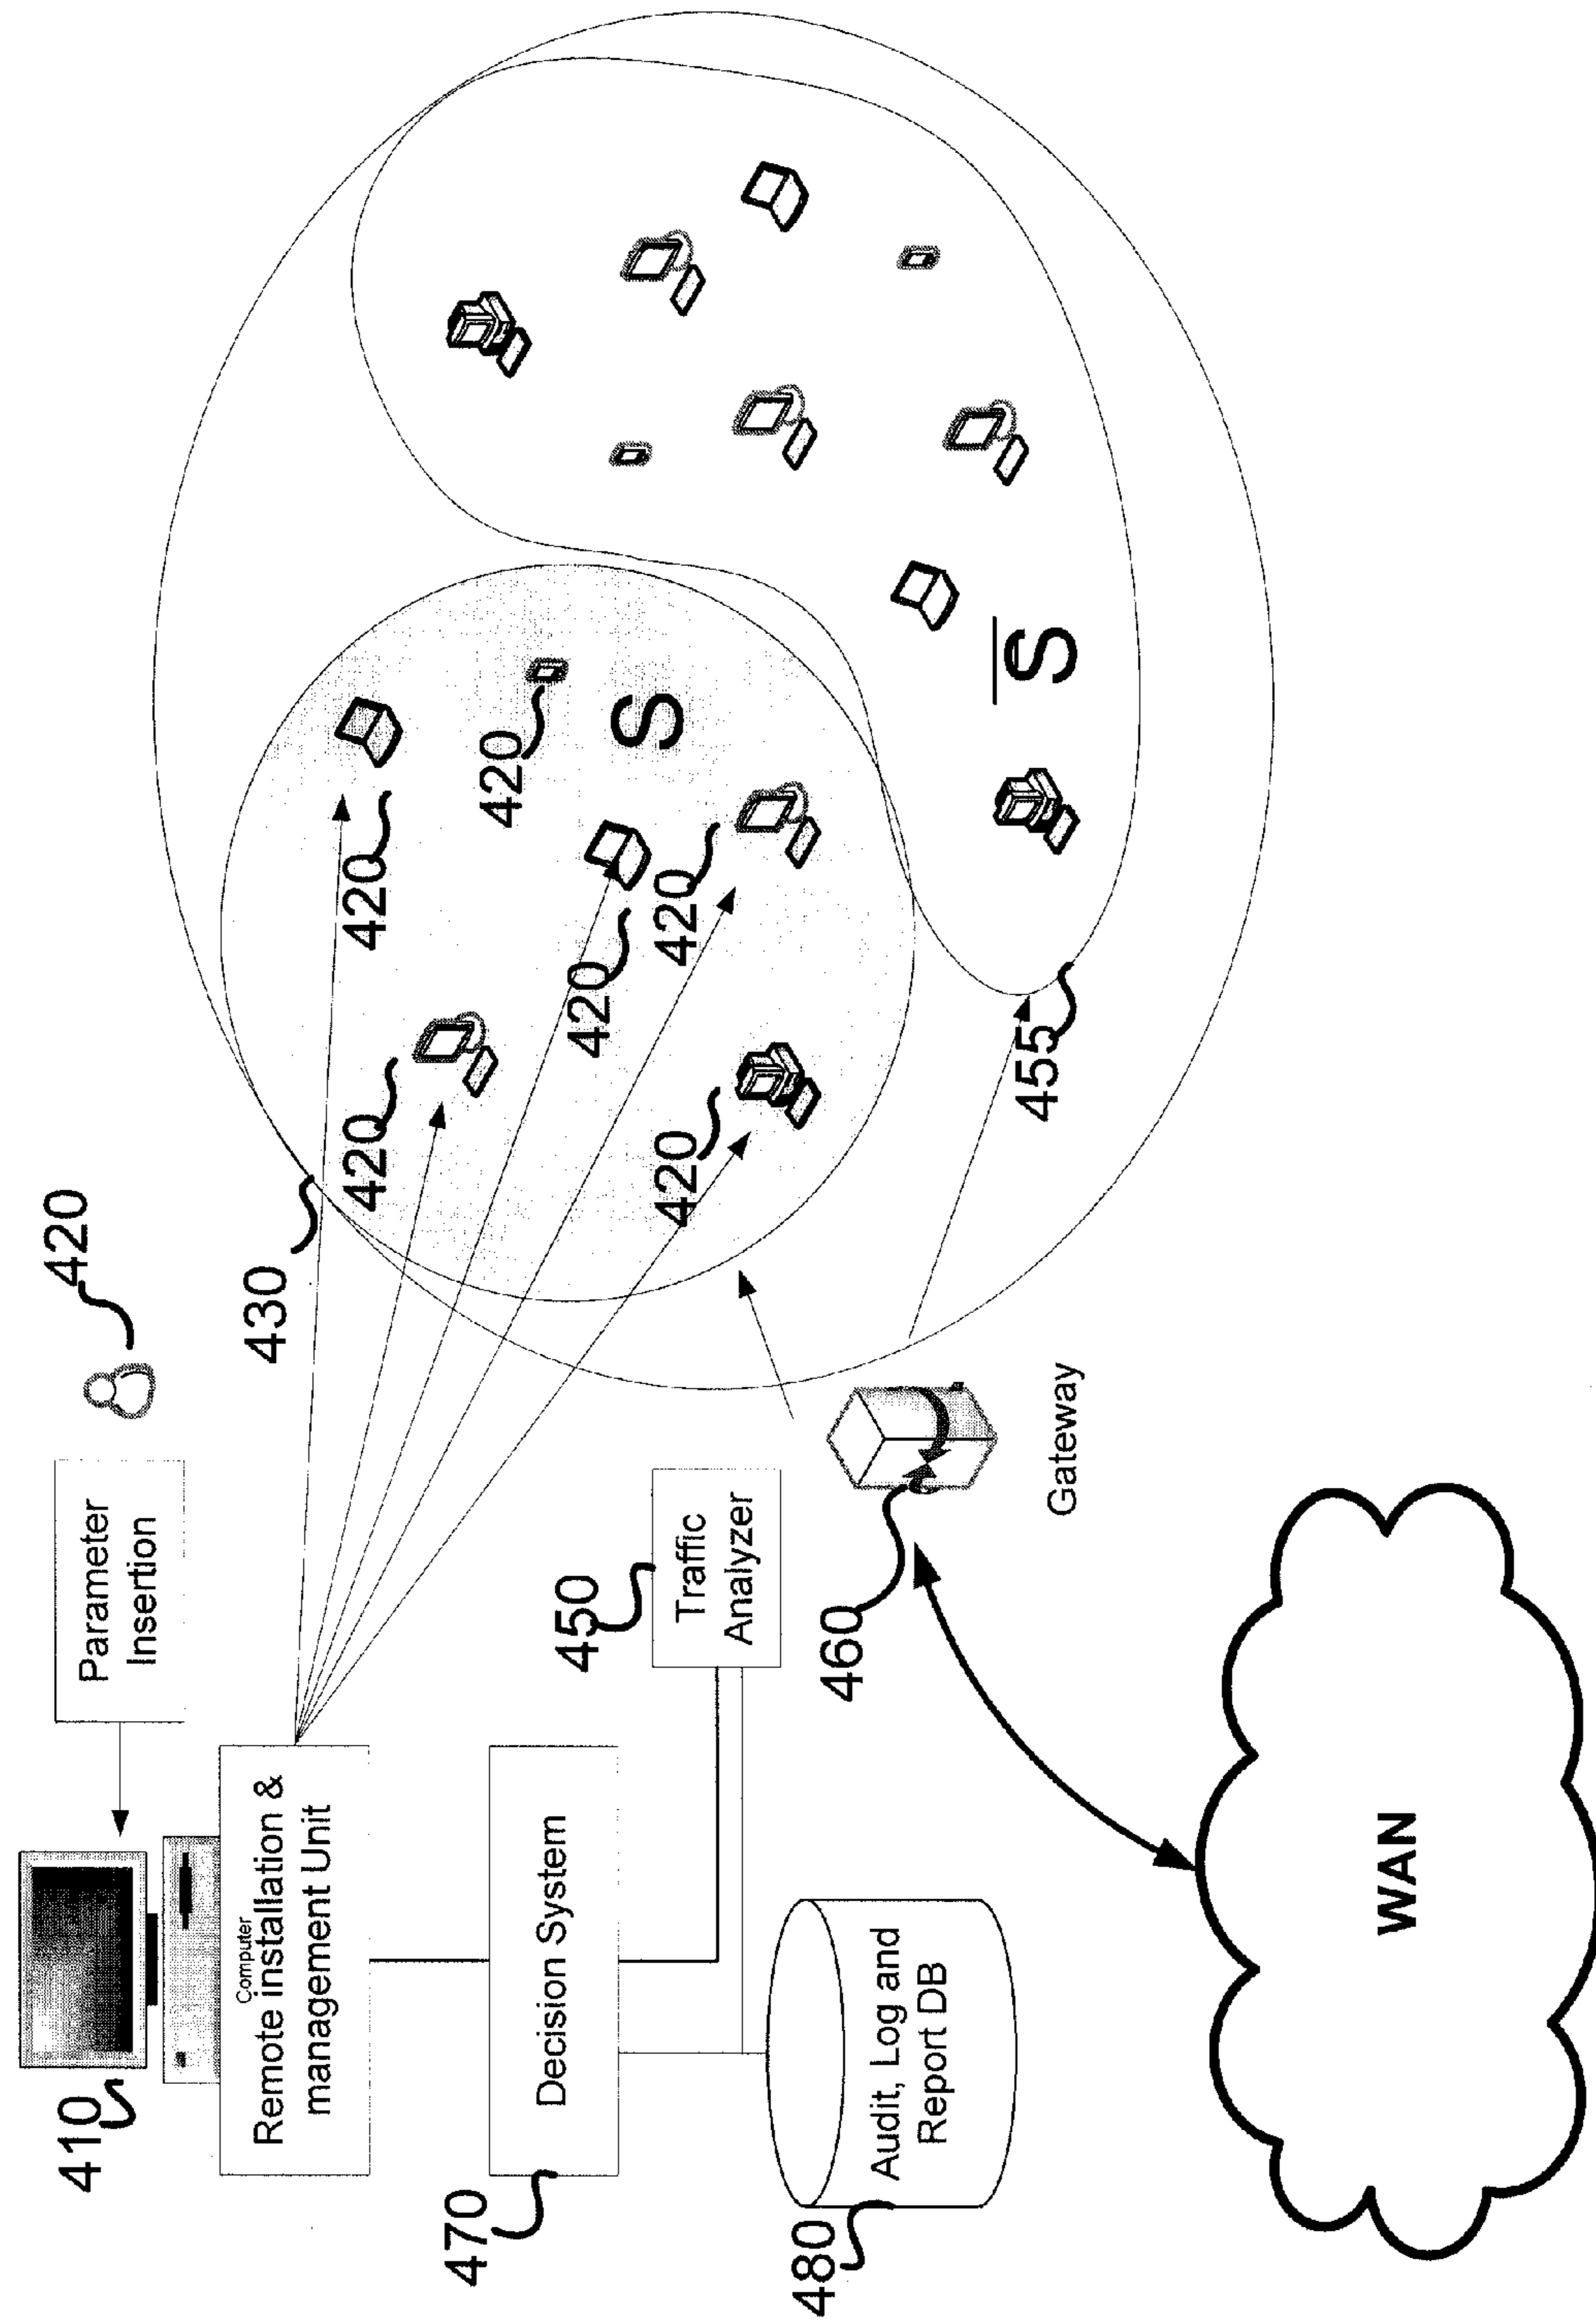 410
Computer
Remote installation &
management Unit
Parameter
Insertion
420
470
Decision System
430
420
420
420
420
S
450
Traffic
Analyzer
420
420
480
Audit, Log and
Report DB
460
Gateway
455
S̅
WAN